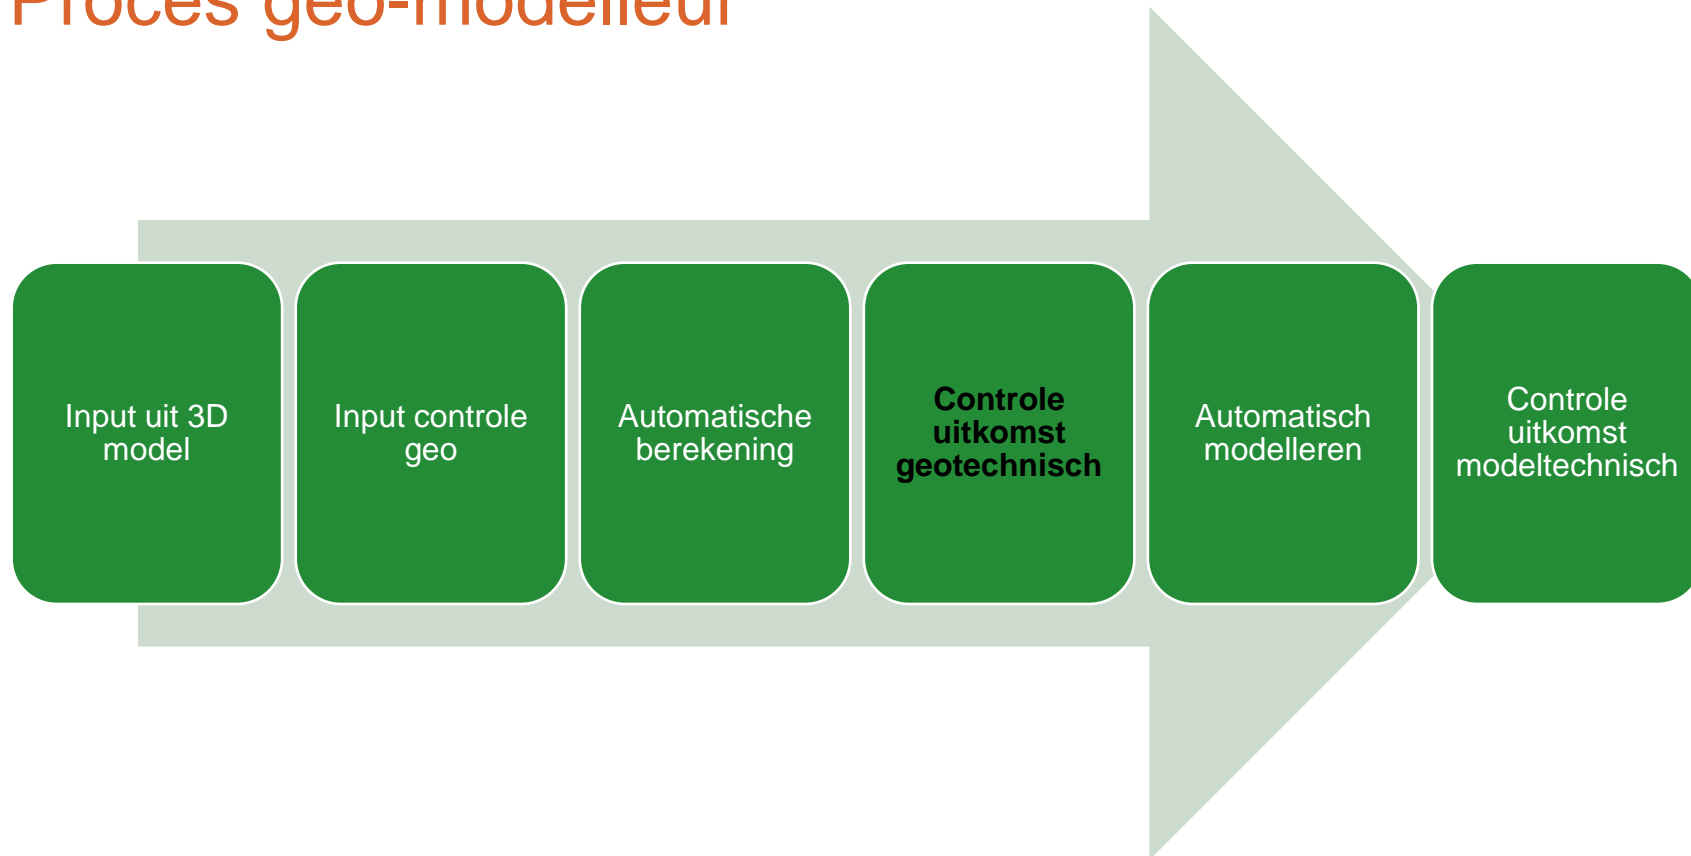 Proces geo-modelleur
Input uit 3D
model
Input controle
geo
Automatische
berekening
Controle
uitkomst
geotechnisch
Automatisch
modelleren
Controle
uitkomst
modeltechnisch